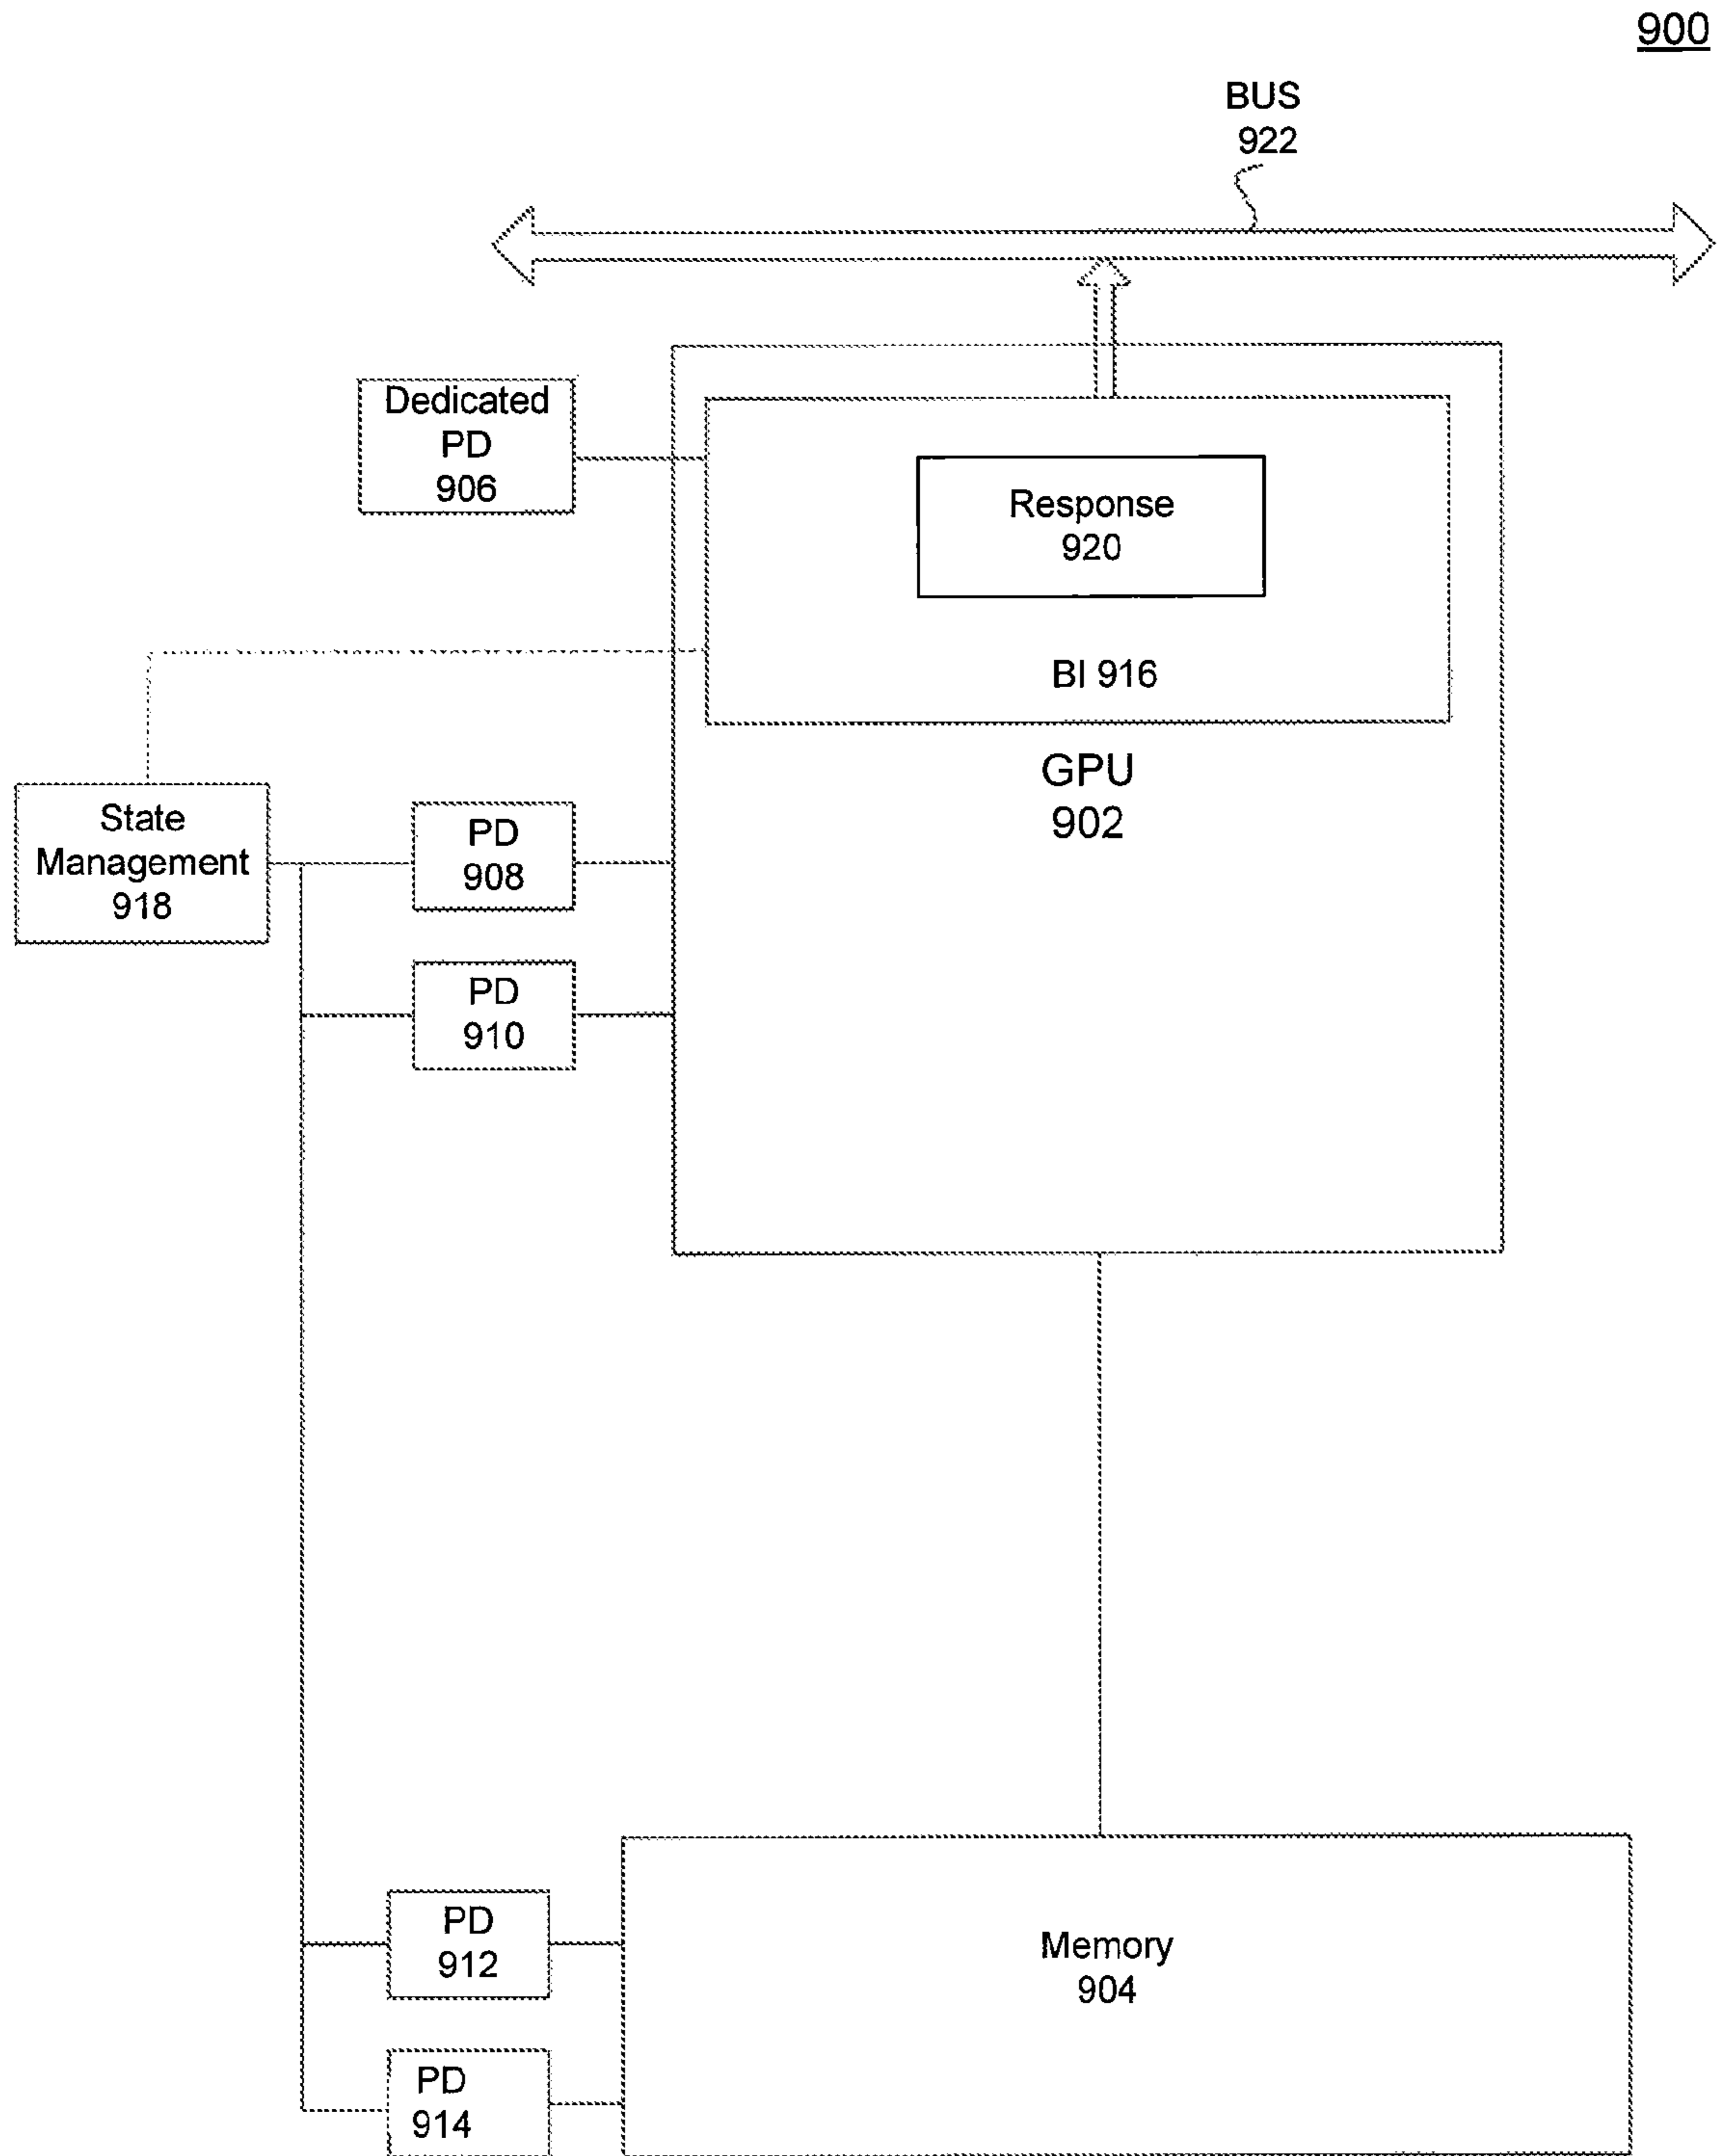 900
BUS
922
Dedicated
PD
906
Response
920
BI 916
GPU
902
State
Management
918
PD
908
PD
910
PD
912
Memory
904
PD
914